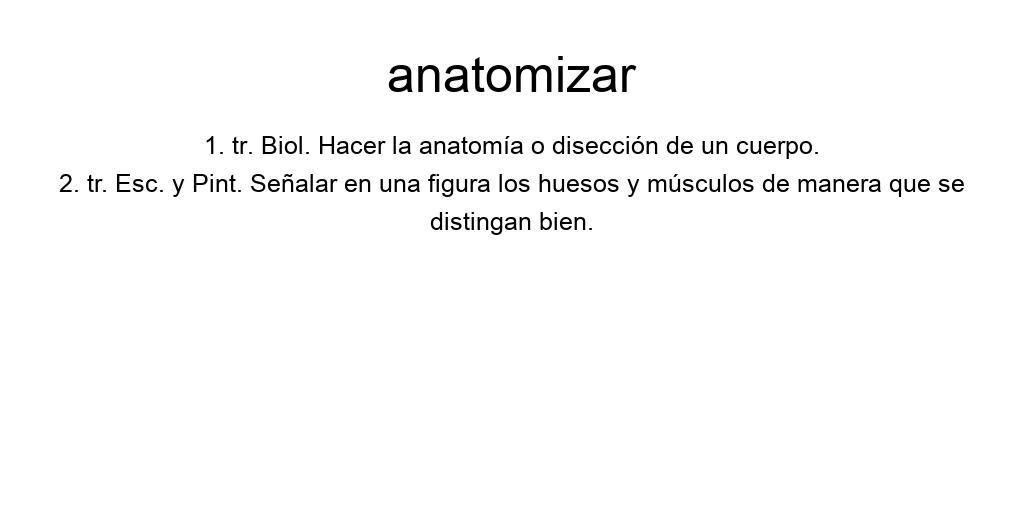 anatomizar
1. tr. Biol. Hacer la anatomía o disección de un cuerpo.
2. tr. Esc. y Pint. Señalar en una figura los huesos y músculos de manera que se
distingan bien.